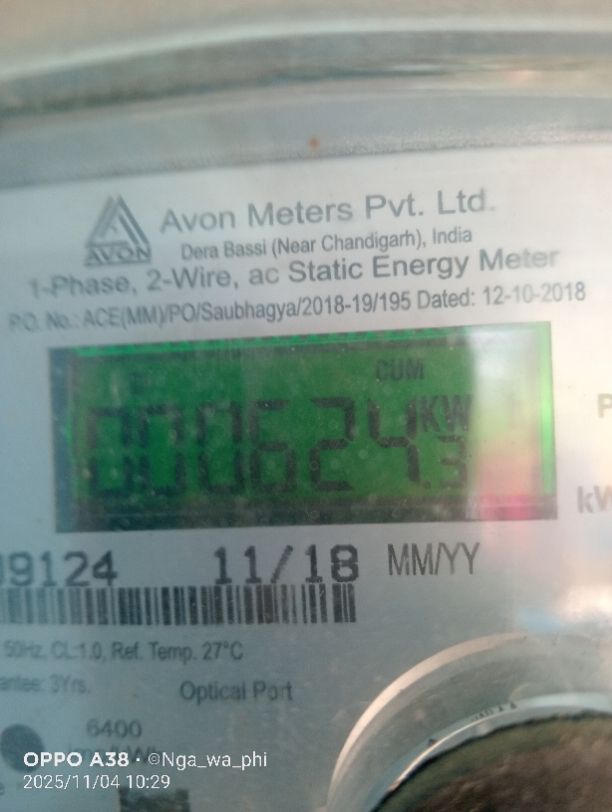 AVON
Avon Meters Pvt. Ltd.
Dera Bassi (Near Chandigarh), India
1-Phase, 2-Wire, ac Static Energy Meter
P.O. No.: ACE(MM)/PO/Saubhagya/2018-19/195 Dated: 12-10-2018
CUM
000624.3 KW
P
kW
9124 11/18 MM/YY
50Hz, CL:1.0, Ref. Temp. 27°C
3Yrs.
Optical Port
6400
OPPO A38 · ©Nga_wa_phi
2025/11/04 10:29